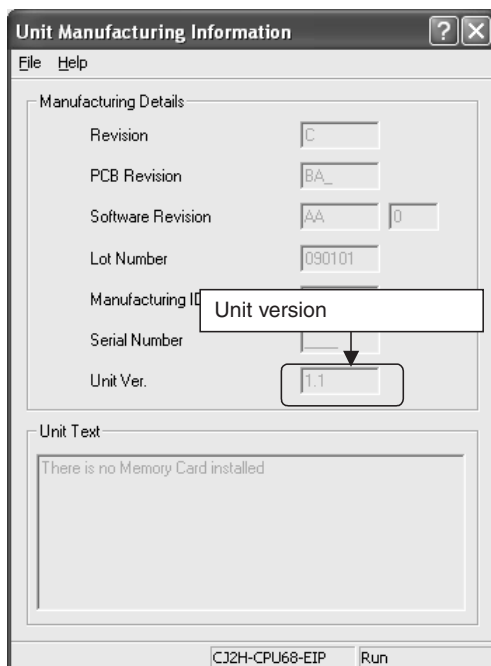 Unit Manufacturing Information
File Help
Manufacturing Details
Revision C
PCB Revision BA_
Software Revision AA 0
Lot Number 090101
Manufacturing ID
Unit version
Serial Number ____
Unit Ver. 1.1
Unit Text
There is no Memory Card installed
CJ2H-CPU68-EIP Run